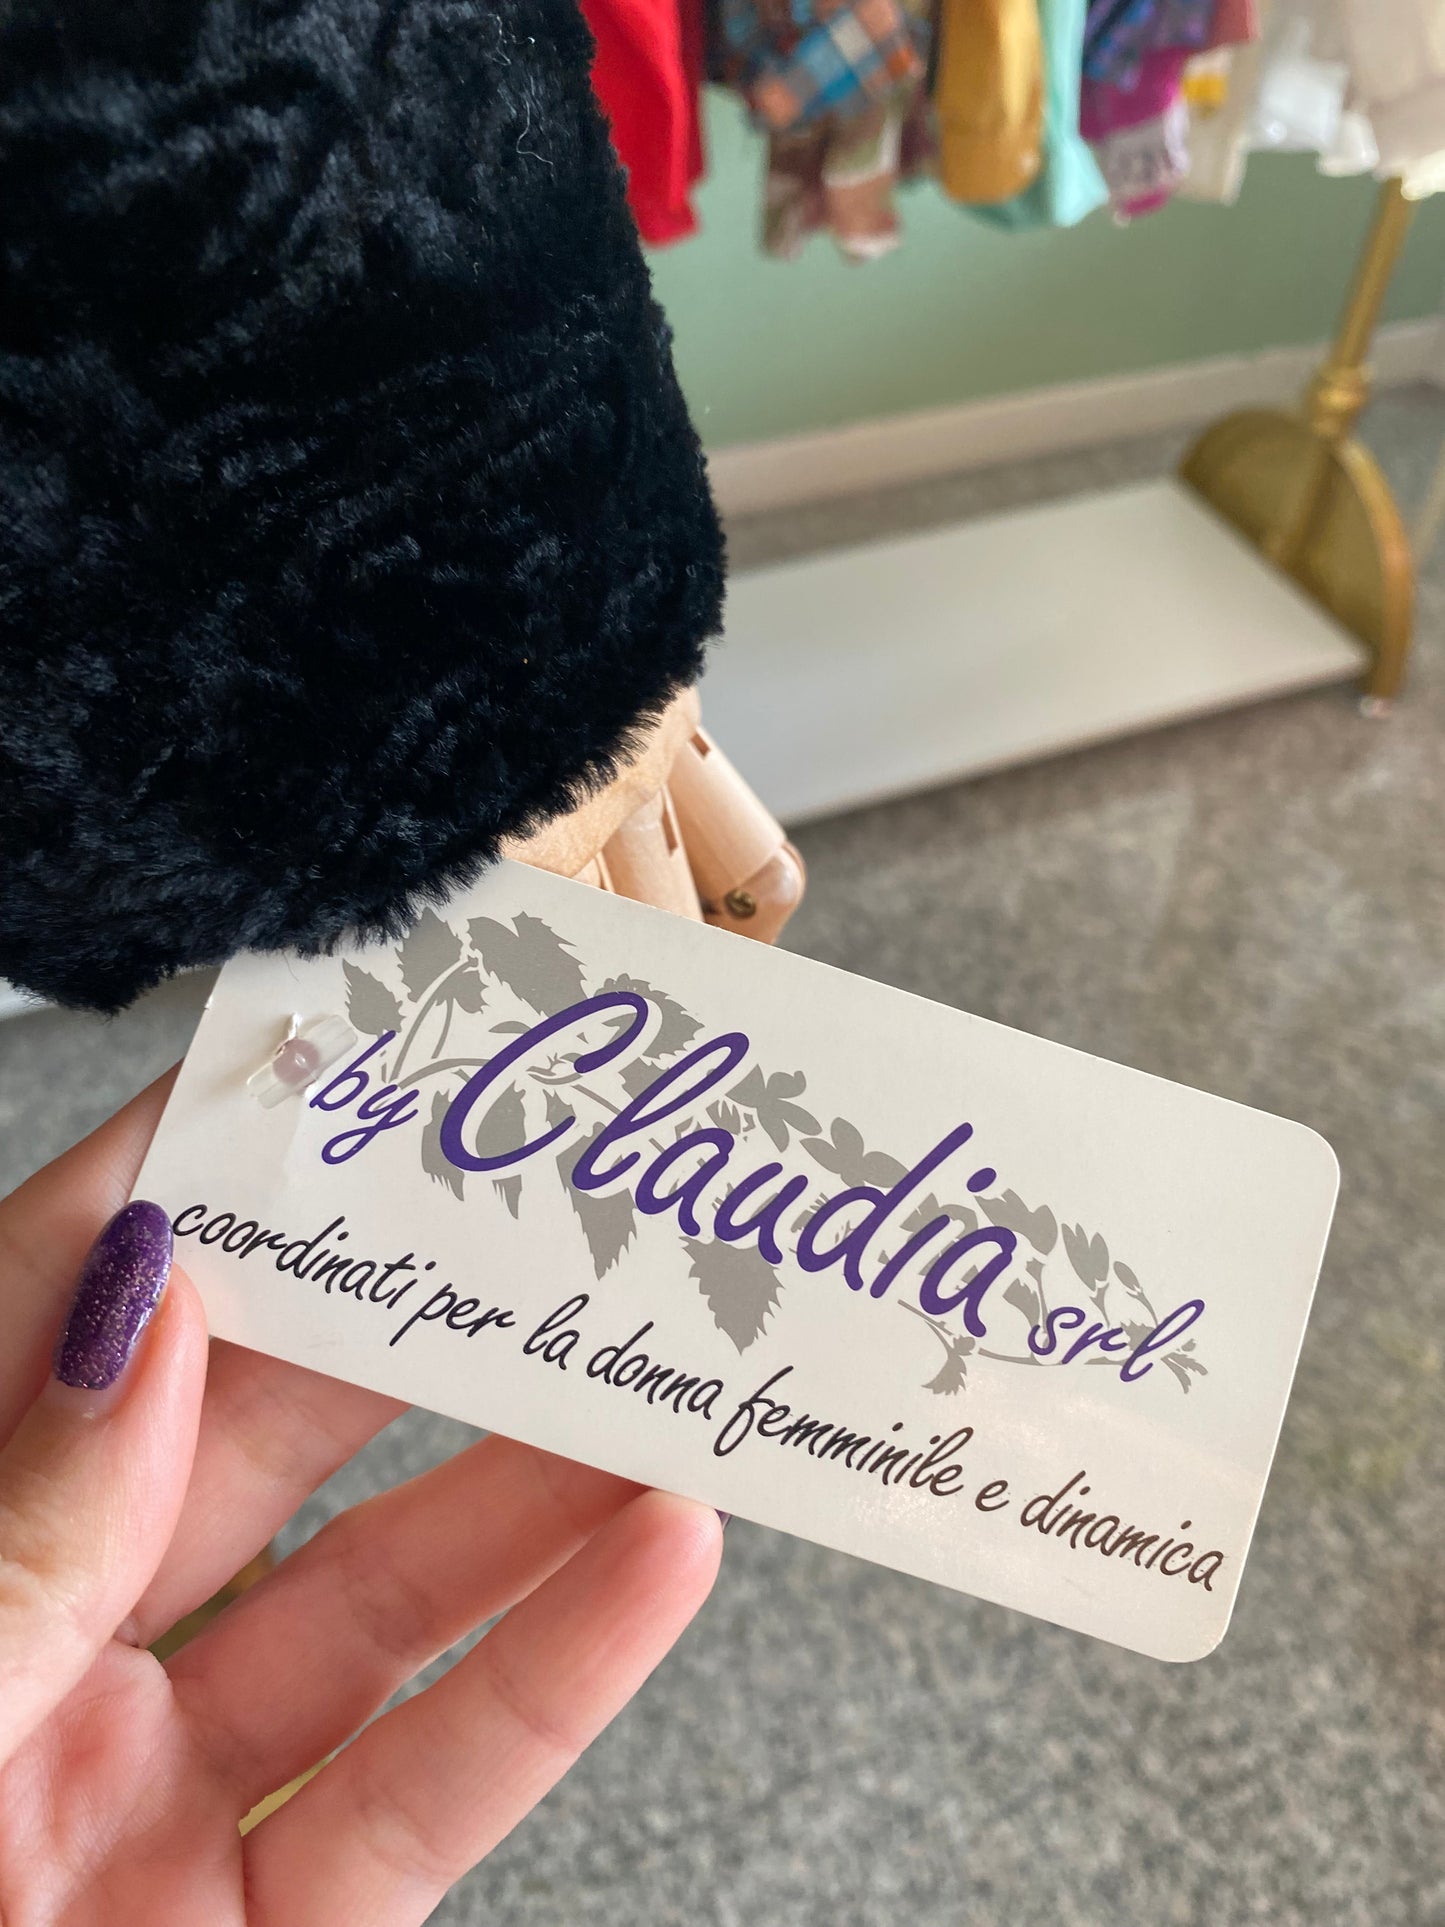 by Claudia srl
coordinati per la donna femminile e dinamica